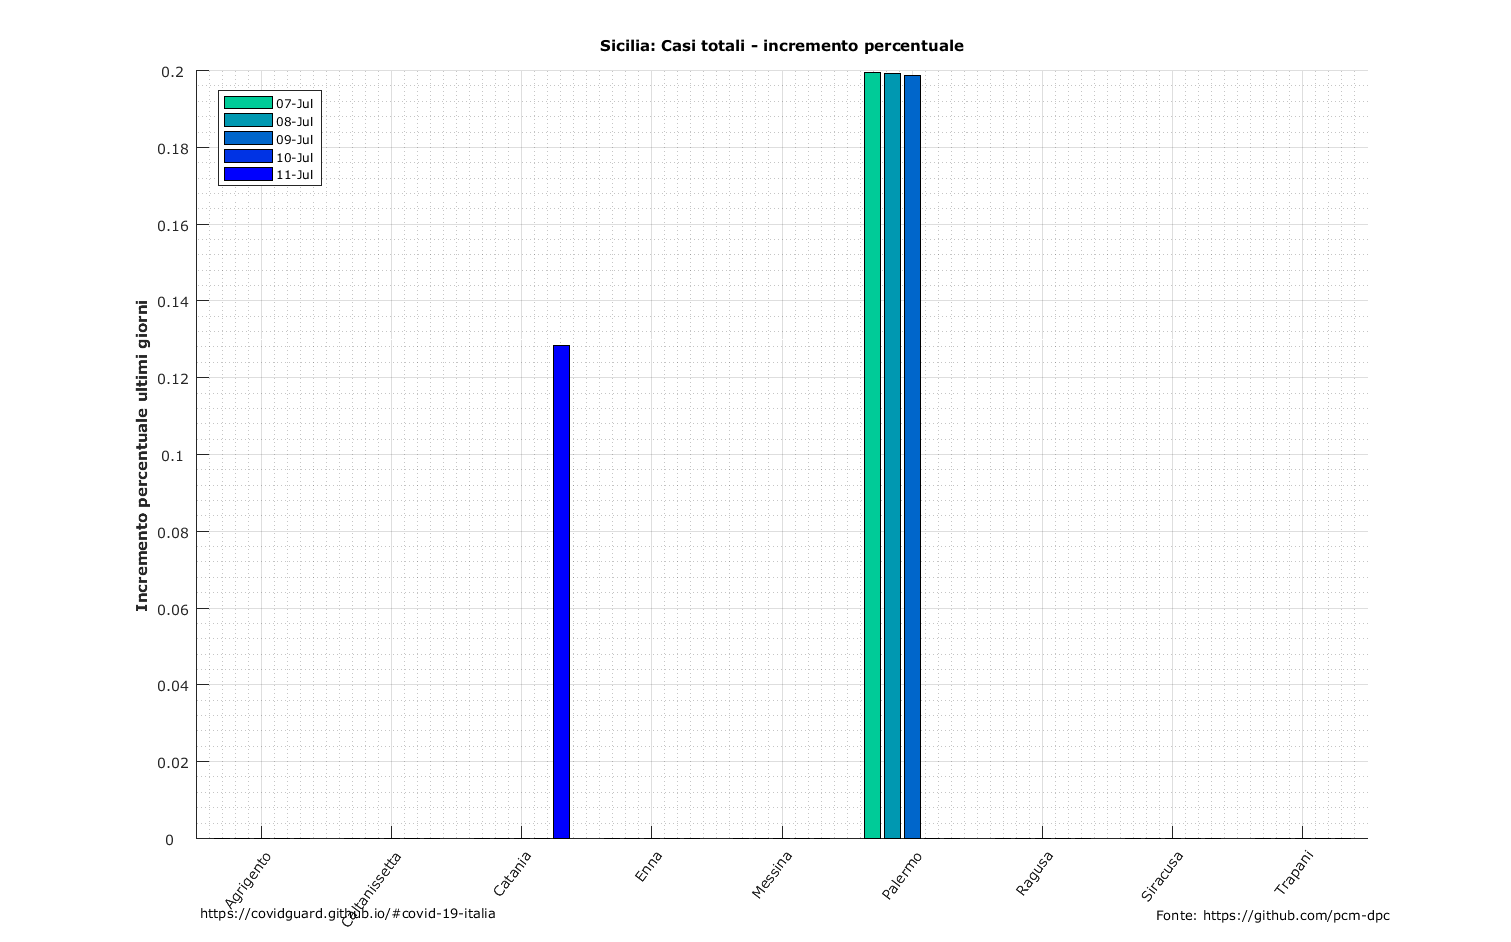 Sicilia: Casi totali - incremento percentuale
0.2
0.18
0.16
0.14
0.12
0.1
0.08
0.06
0.04
0.02
0
Incremento percentuale ultimi giorni
07-Jul
08-Jul
09-Jul
10-Jul
11-Jul
Agrigento
Caltanissetta
Catania
Enna
Messina
Palermo
Ragusa
Siracusa
Trapani
https://covidguard.github.io/#covid-19-italia
Fonte: https://github.com/pcm-dpc